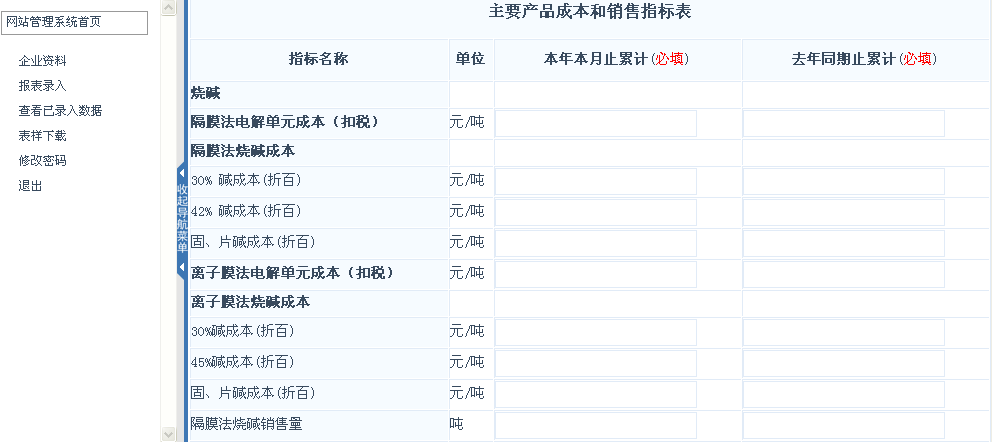 网站管理系统首页
企业资料
报表录入
查看已录入数据
表样下载
修改密码
退出
收起导航菜单
主要产品成本和销售指标表
指标名称 单位 本年本月止累计(必填) 去年同期止累计(必填)
烧碱
隔膜法电解单元成本（扣税） 元/吨
隔膜法烧碱成本
30% 碱成本(折百) 元/吨
42% 碱成本(折百) 元/吨
固、片碱成本(折百) 元/吨
离子膜法电解单元成本（扣税） 元/吨
离子膜法烧碱成本
30%碱成本(折百) 元/吨
45%碱成本(折百) 元/吨
固、片碱成本(折百) 元/吨
隔膜法烧碱销售量 吨